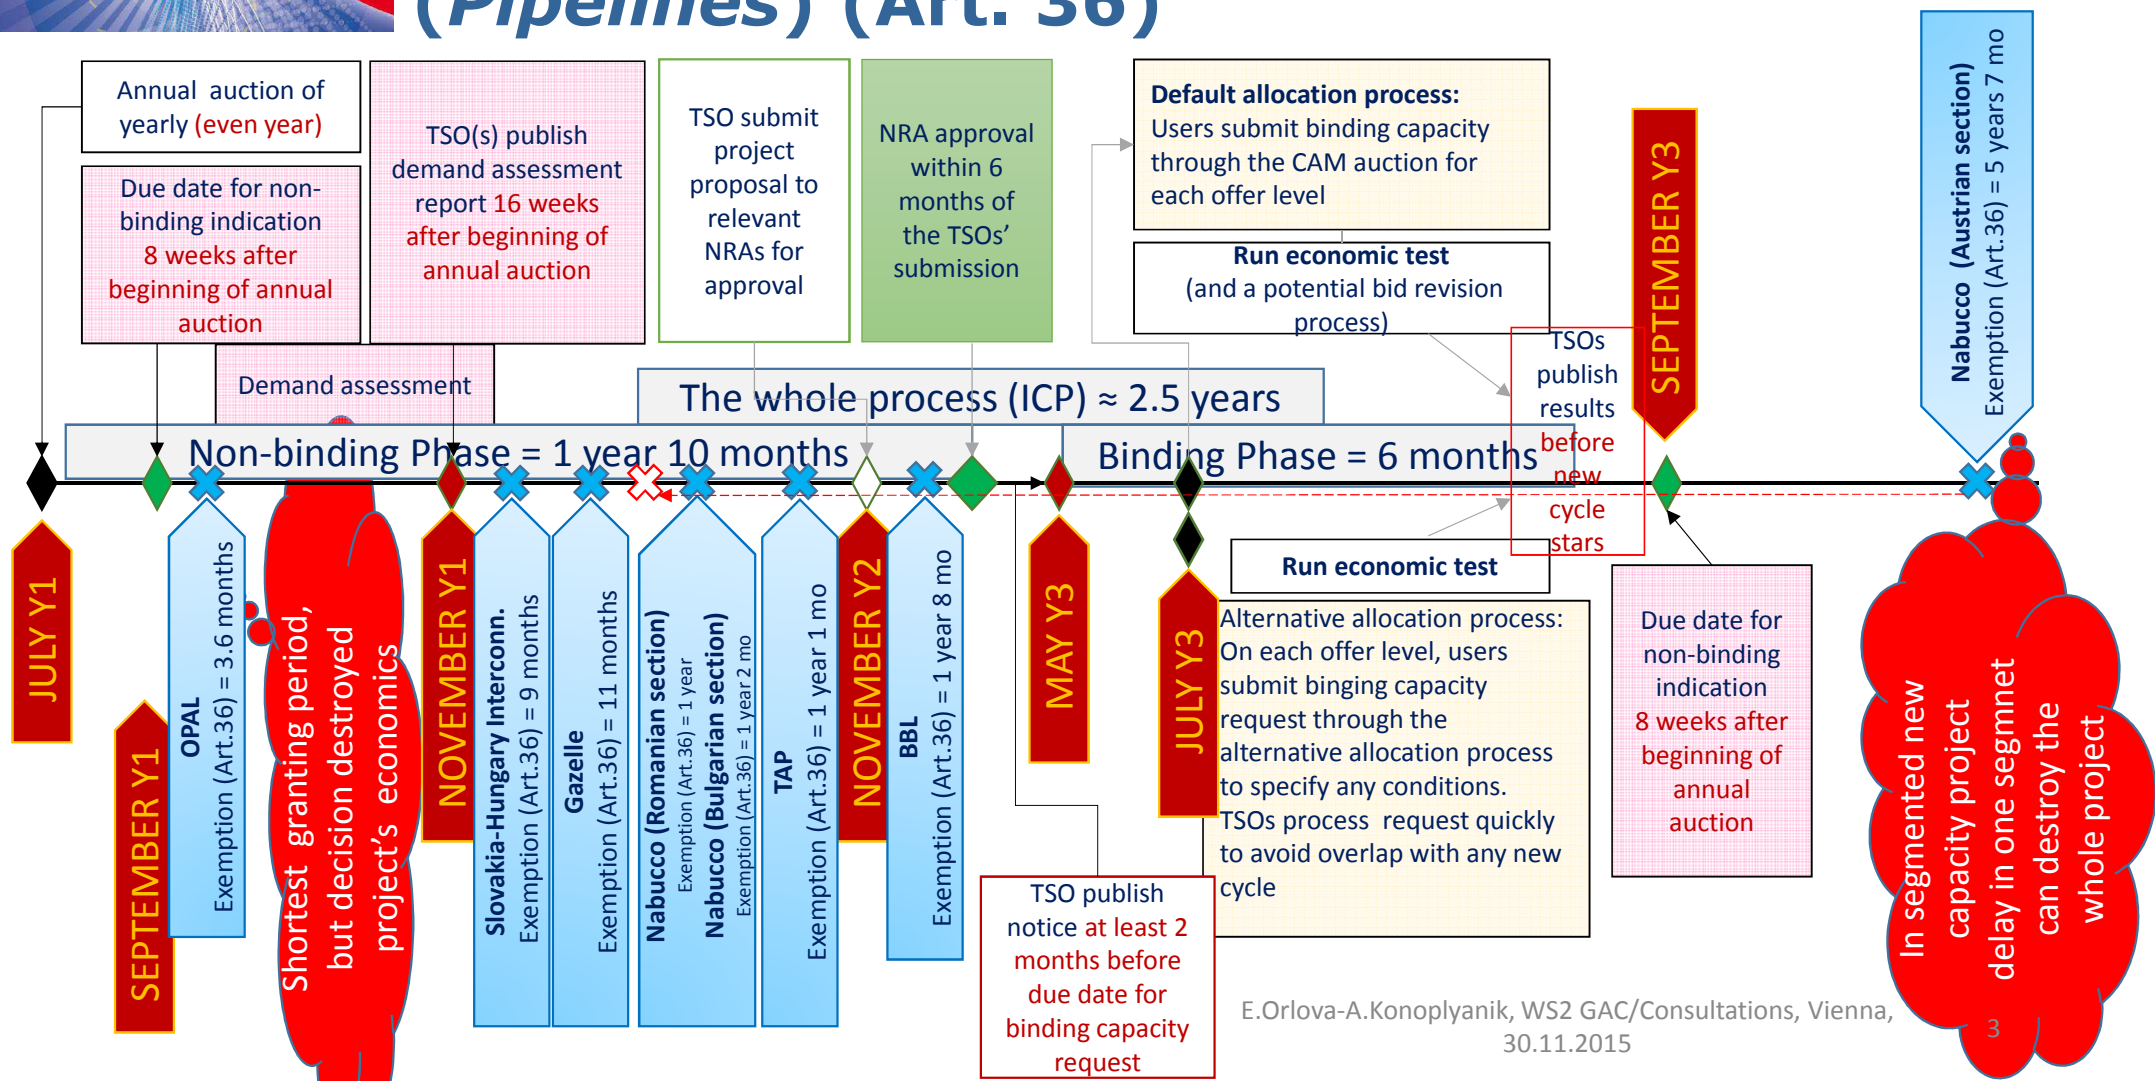 (Pipelines) (Art. 36)
Annual auction of
yearly (even year)
Due date for non-
binding indication
8 weeks after
beginning of annual
auction
TSO(s) publish
demand assessment
report 16 weeks
after beginning of
annual auction
TSO submit
project
proposal to
relevant
NRAs for
approval
NRA approval
within 6
months of
the TSOs’
submission
Default allocation process:
Users submit binding capacity
through the CAM auction for
each offer level
Run economic test
(and a potential bid revision
process)
TSOs
publish
results
before
new
cycle
stars
SEPTEMBER Y3
Nabucco (Austrian section)
Exemption (Art.36) = 5 years 7 mo
Demand assessment
The whole process (ICP) ≈ 2.5 years
Non-binding Phase = 1 year 10 months
Binding Phase = 6 months
JULY Y1
SEPTEMBER Y1
OPAL
Exemption (Art.36) = 3.6 months
Shortest granting period,
but decision destroyed
project’s economics
NOVEMBER Y1
Slovakia-Hungary Interconn.
Exemption (Art.36) = 9 months
Gazelle
Exemption (Art.36) = 11 months
Nabucco (Romanian section)
Exemption (Art.36) = 1 year
Nabucco (Bulgarian section)
Exemption (Art.36) = 1 year 2 mo
TAP
Exemption (Art.36) = 1 year 1 mo
NOVEMBER Y2
BBL
Exemption (Art.36) = 1 year 8 mo
MAY Y3
JULY Y3
Run economic test
Alternative allocation process:
On each offer level, users
submit binging capacity
request through the
alternative allocation process
to specify any conditions.
TSOs process request quickly
to avoid overlap with any new
cycle
TSO publish
notice at least 2
months before
due date for
binding capacity
request
Due date for
non-binding
indication
8 weeks after
beginning of
annual
auction
In segmented new
capacity project
delay in one segmnet
can destroy the
whole project
E.Orlova-A.Konoplyanik, WS2 GAC/Consultations, Vienna,
30.11.2015
3